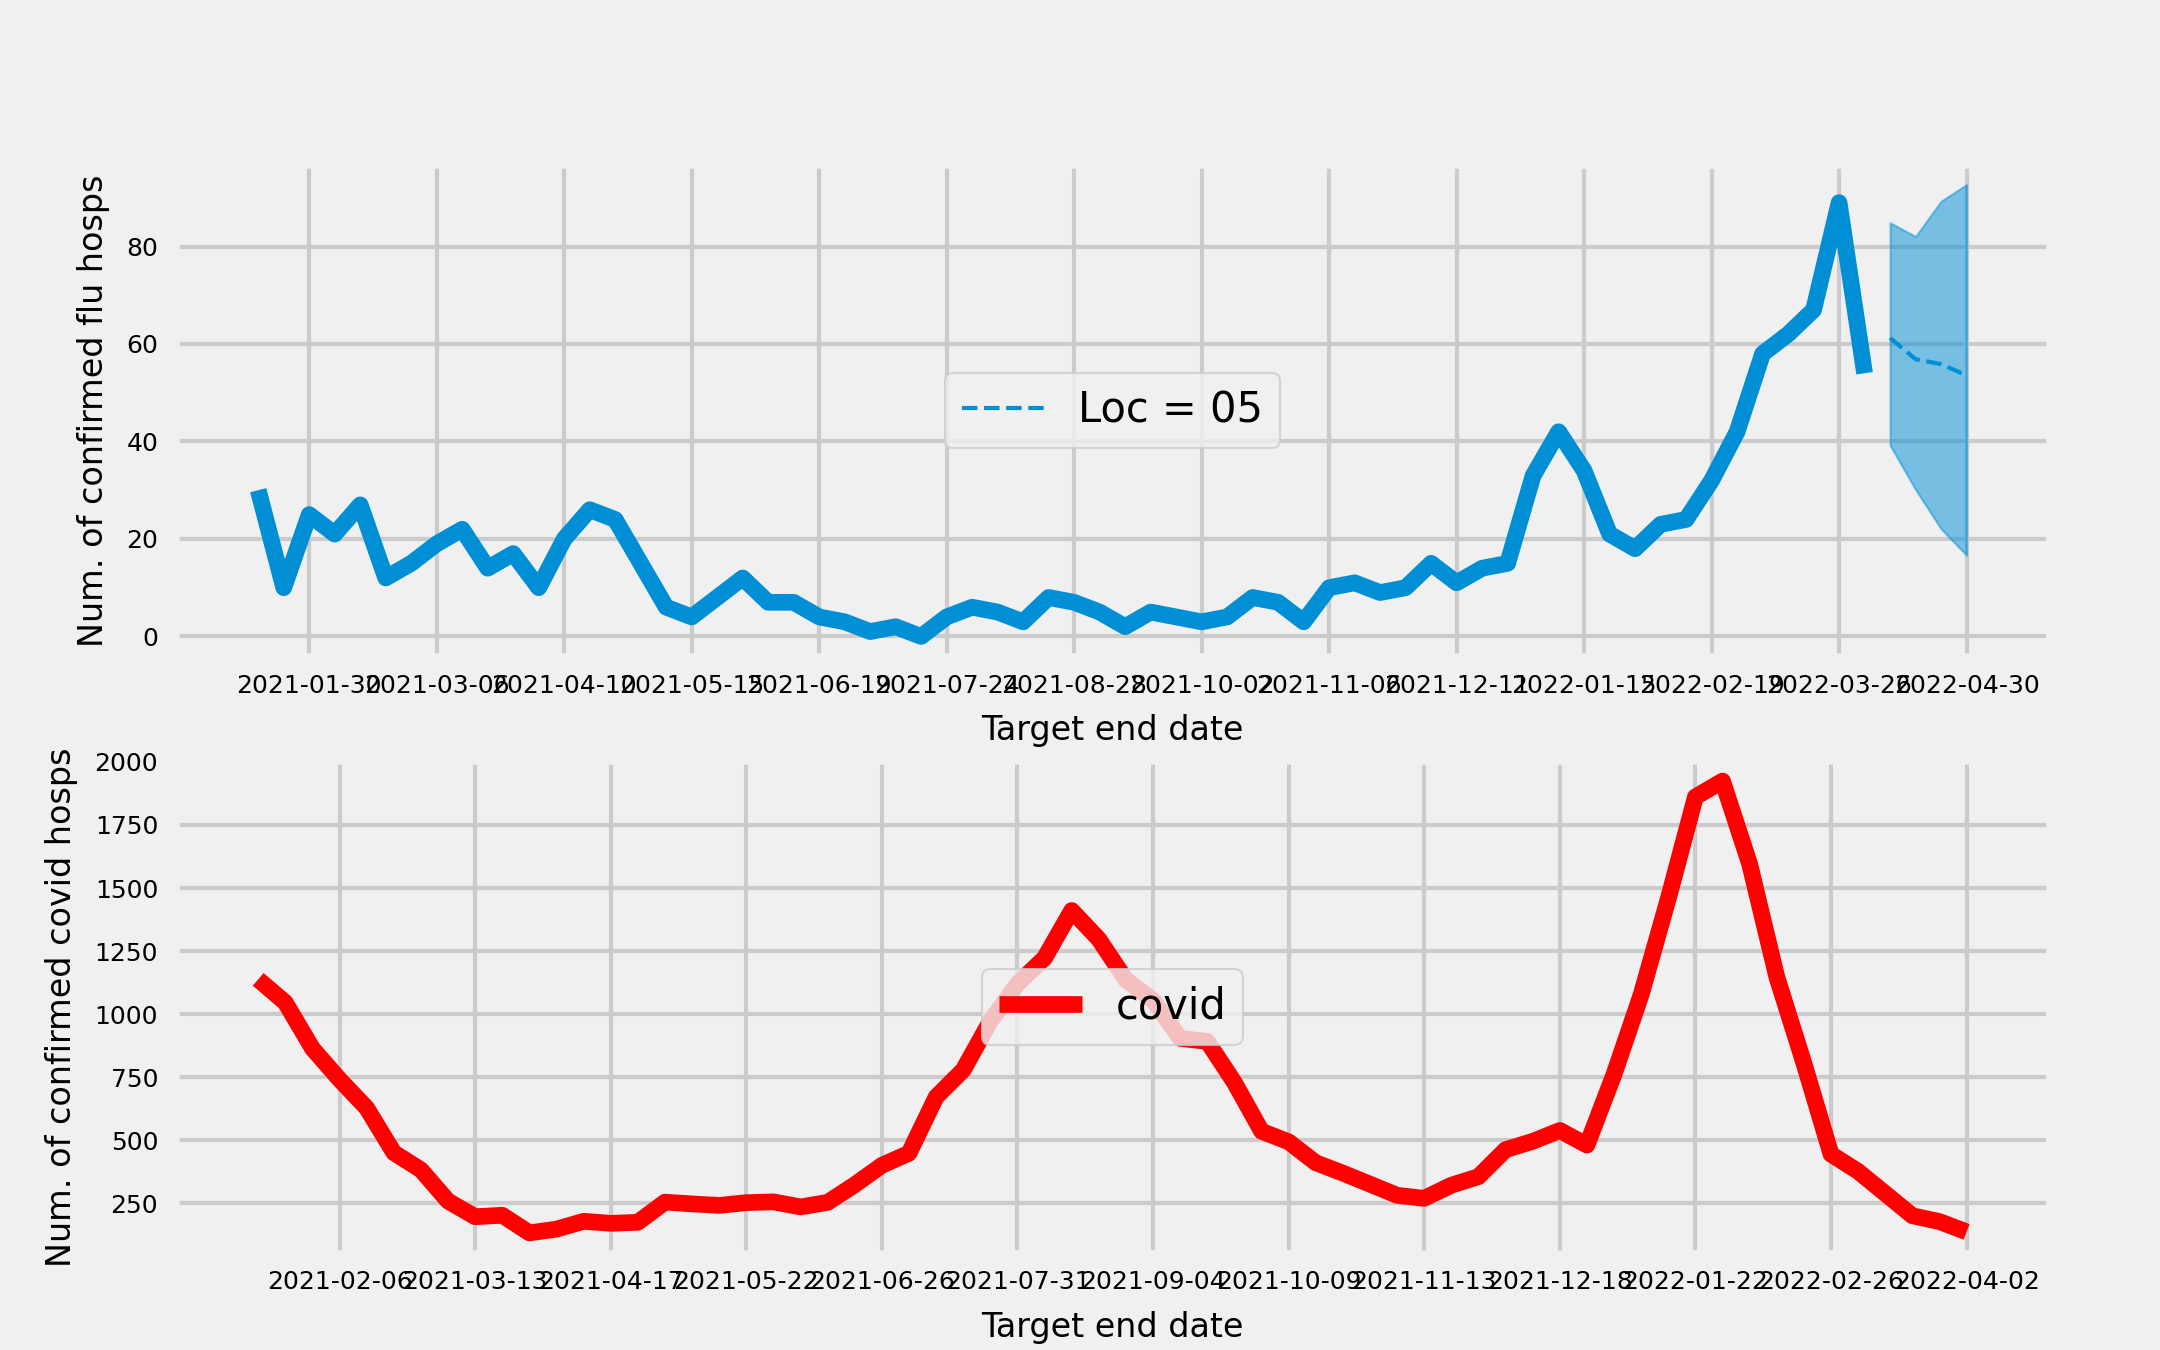 Num. of confirmed flu hosps
80
60
40
20
0
Loc = 05
2021-01-30 2021-03-06 2021-04-10 2021-05-15 2021-06-19 2021-07-24 2021-08-28 2021-10-02 2021-11-06 2021-12-11 2022-01-15 2022-02-19 2022-03-26 2022-04-30
Target end date
Num. of confirmed covid hosps
2000
1750
1500
1250
1000
750
500
250
covid
2021-02-06 2021-03-13 2021-04-17 2021-05-22 2021-06-26 2021-07-31 2021-09-04 2021-10-09 2021-11-13 2021-12-18 2022-01-22 2022-02-26 2022-04-02
Target end date